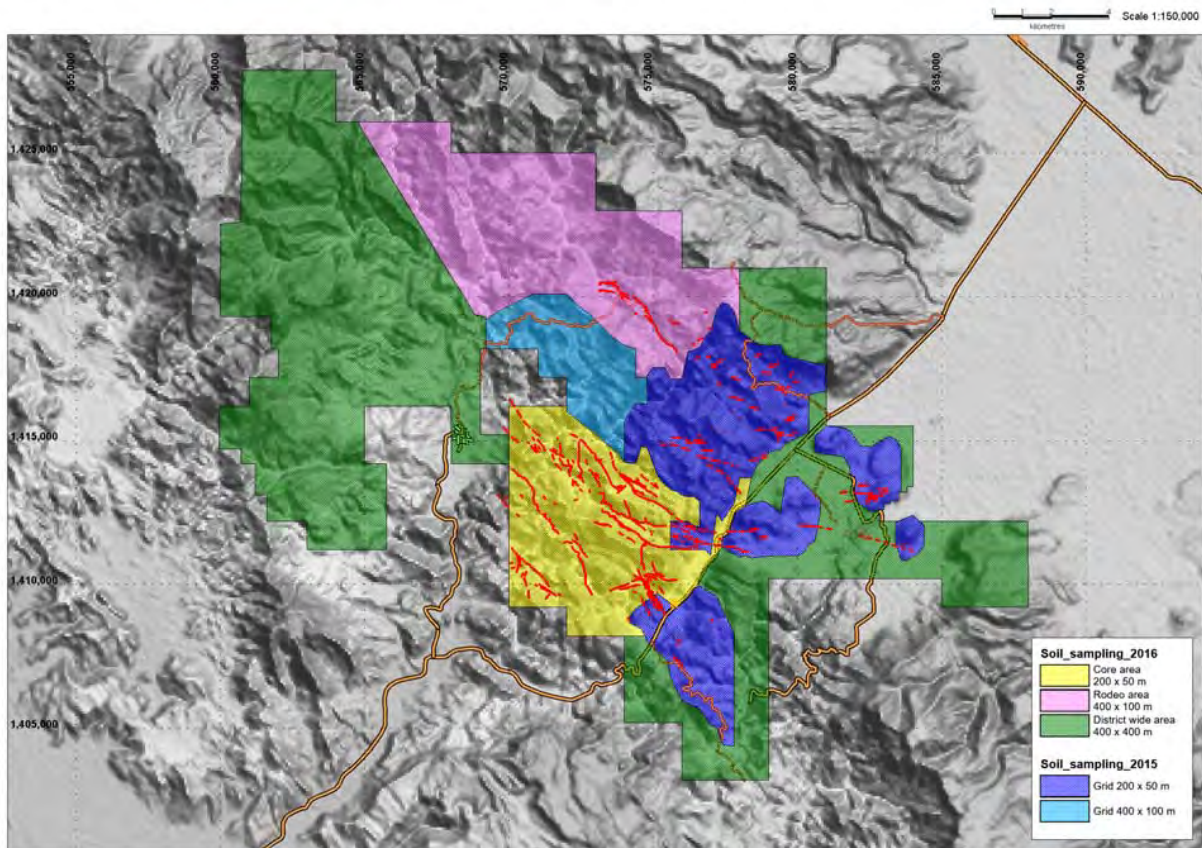 0 1 2 4
kilometres
Scale 1:150,000
555,000
560,000
565,000
570,000
575,000
580,000
585,000
590,000
1,425,000
1,420,000
1,415,000
1,410,000
1,405,000
Soil_sampling_2016
Core area
200 x 50 m
Rodeo area
400 x 100 m
District wide area
400 x 400 m
Soil_sampling_2015
Grid 200 x 50 m
Grid 400 x 100 m